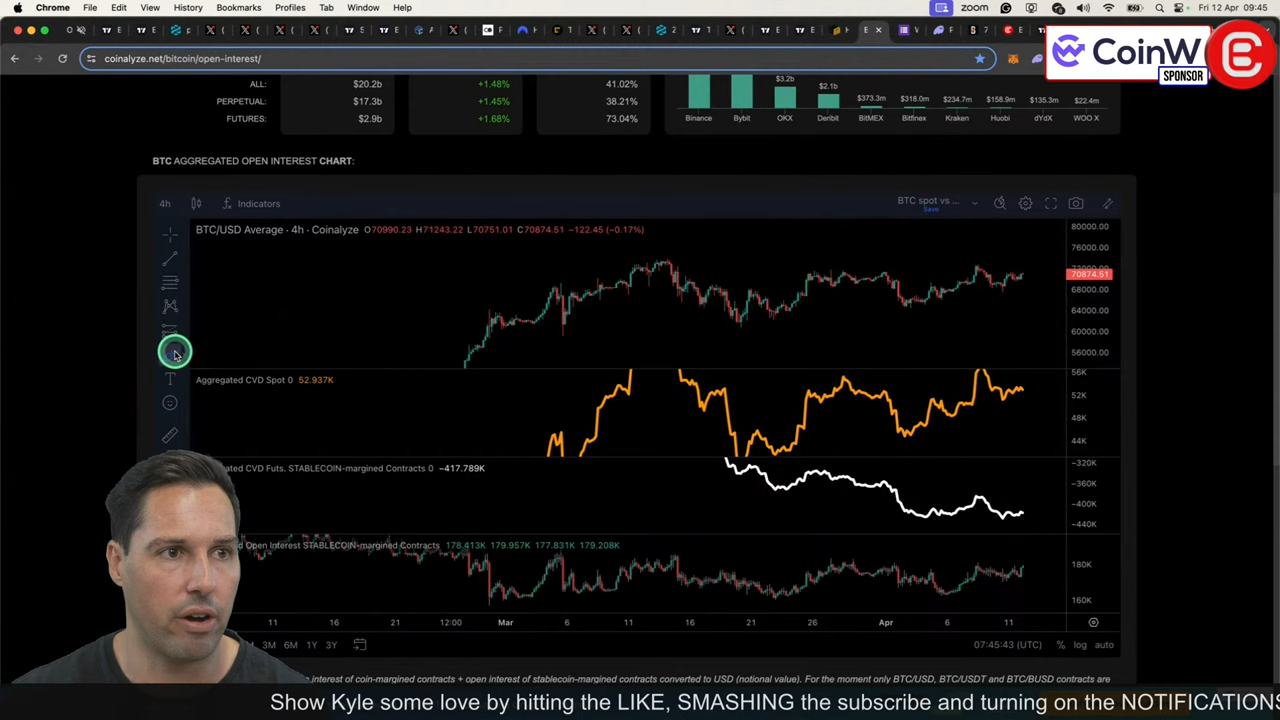 Chrome File Edit View History Bookmarks Profiles Tab Window Help
zoom Fri 12 Apr 09:45
coinalyze.net/bitcoin/open-interest/
CoinW
SPONSOR
ALL: $20.2b +1.48% 41.02%
PERPETUAL: $17.3b +1.45% 38.21%
FUTURES: $2.9b +1.68% 73.04%
$3.2b $2.1b $373.3m $318.0m $234.7m $158.9m $135.3m $22.4m
Binance Bybit OKX Deribit BitMEX Bitfinex Kraken Huobi dYdX WOO X
BTC AGGREGATED OPEN INTEREST CHART:
4h Indicators BTC spot vs ...
Save
BTC/USD Average · 4h · Coinalyze O70990.23 H71243.22 L70751.01 C70874.51 −122.45 (−0.17%)
80000.00
76000.00
72000.00
70874.51
68000.00
64000.00
60000.00
56000.00
Aggregated CVD Spot 0 52.937K
56K
52K
48K
44K
CVD Futs. STABLECOIN-margined Contracts 0 −417.789K
−320K
−360K
−400K
−440K
Open Interest STABLECOIN-margined Contracts 178.413K 179.957K 177.831K 179.208K
180K
160K
11 16 21 12:00 Mar 6 11 16 21 26 Apr 6 11
3M 6M 1Y 3Y 07:45:43 (UTC) % log auto
interest of coin-margined contracts + open interest of stablecoin-margined contracts converted to USD (notional value). For the moment only BTC/USD, BTC/USDT and BTC/BUSD contracts are
Show Kyle some love by hitting the LIKE, SMASHING the subscribe and turning on the NOTIFICATIONS